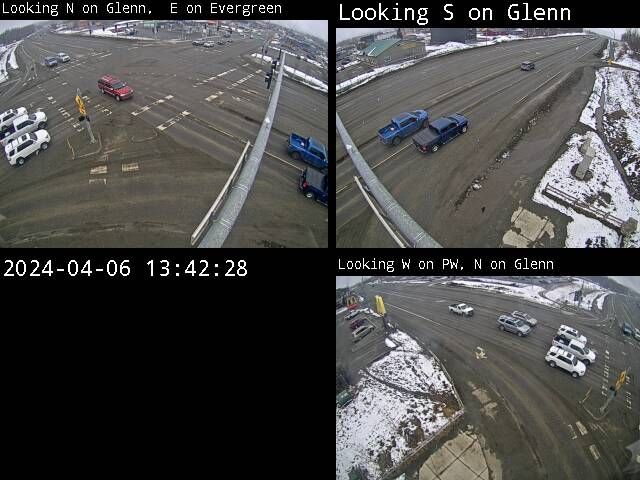 Looking N on Glenn,  E on Evergreen
Looking S on Glenn
2024-04-06 13:42:28
Looking W on PW, N on Glenn